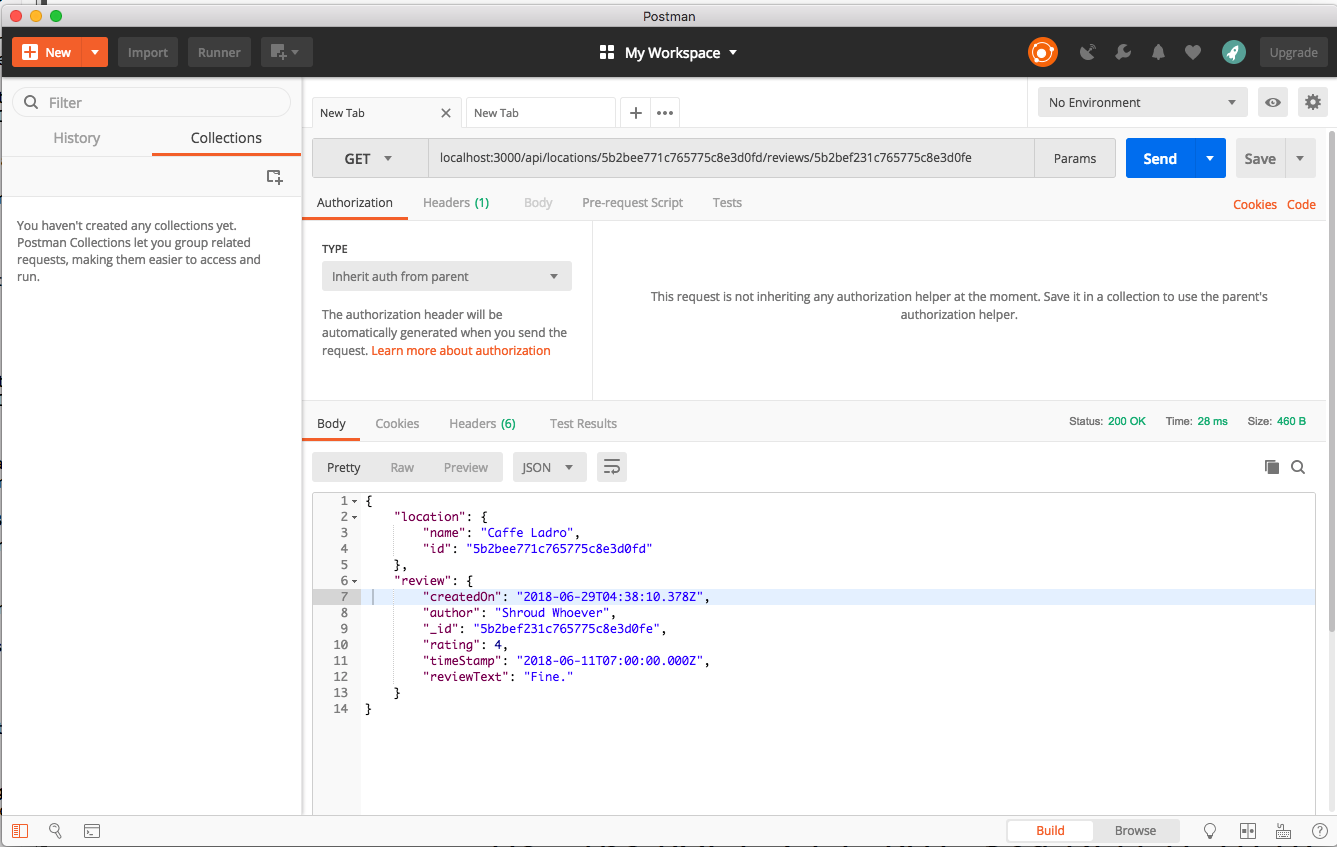 Postman
New
Import
Runner
My Workspace
Upgrade
Filter
History
Collections
You haven't created any collections yet.
Postman Collections let you group related
requests, making them easier to access and
run.
New Tab
New Tab
No Environment
GET
localhost:3000/api/locations/5b2bee771c765775c8e3d0fd/reviews/5b2bef231c765775c8e3d0fe
Params
Send
Save
Authorization
Headers (1)
Body
Pre-request Script
Tests
Cookies
Code
TYPE
Inherit auth from parent
The authorization header will be
automatically generated when you send the
request. Learn more about authorization
This request is not inheriting any authorization helper at the moment. Save it in a collection to use the parent's
authorization helper.
Body
Cookies
Headers (6)
Test Results
Status: 200 OK
Time: 28 ms
Size: 460 B
Pretty
Raw
Preview
JSON
1 {
2 "location": {
3 "name": "Caffe Ladro",
4 "id": "5b2bee771c765775c8e3d0fd"
5 },
6 "review": {
7 "createdOn": "2018-06-29T04:38:10.378Z",
8 "author": "Shroud Whoever",
9 "_id": "5b2bef231c765775c8e3d0fe",
10 "rating": 4,
11 "timeStamp": "2018-06-11T07:00:00.000Z",
12 "reviewText": "Fine."
13 }
14 }
Build
Browse